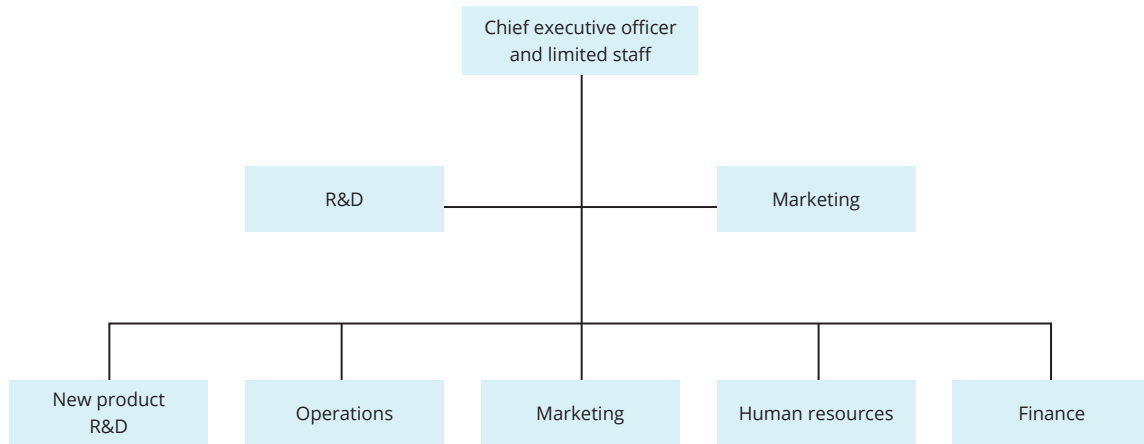 Chief executive officer
and limited staff
R&D
Marketing
New product
R&D
Operations
Marketing
Human resources
Finance